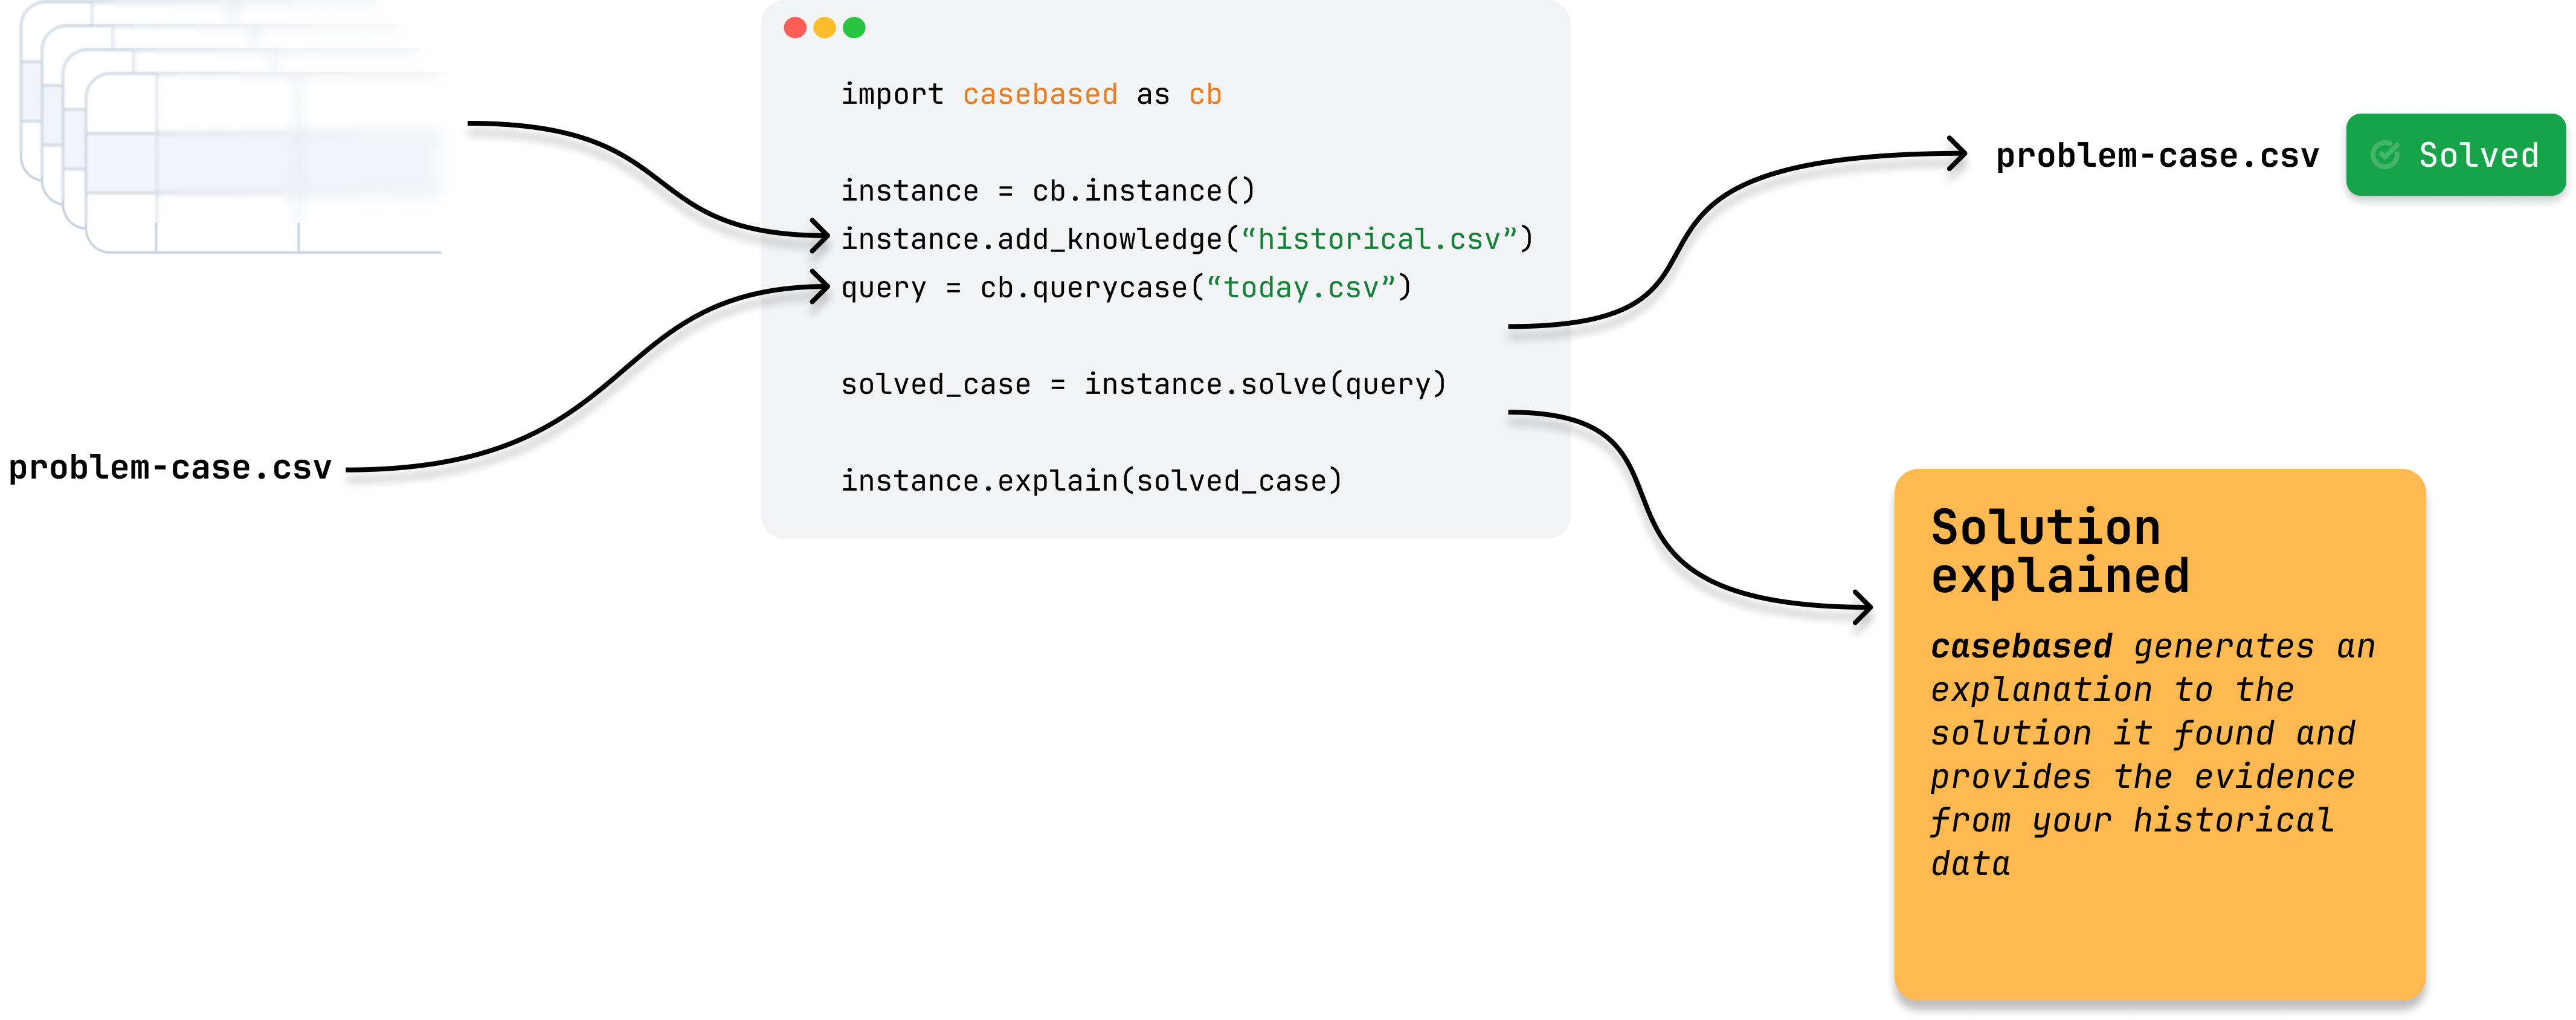 import casebased as cb
instance = cb.instance()
instance.add_knowledge(“historical.csv”)
query = cb.querycase(“today.csv”)
solved_case = instance.solve(query)
instance.explain(solved_case)
problem-case.csv
problem-case.csv
Solved
Solution
explained
casebased generates an
explanation to the
solution it found and
provides the evidence
from your historical
data